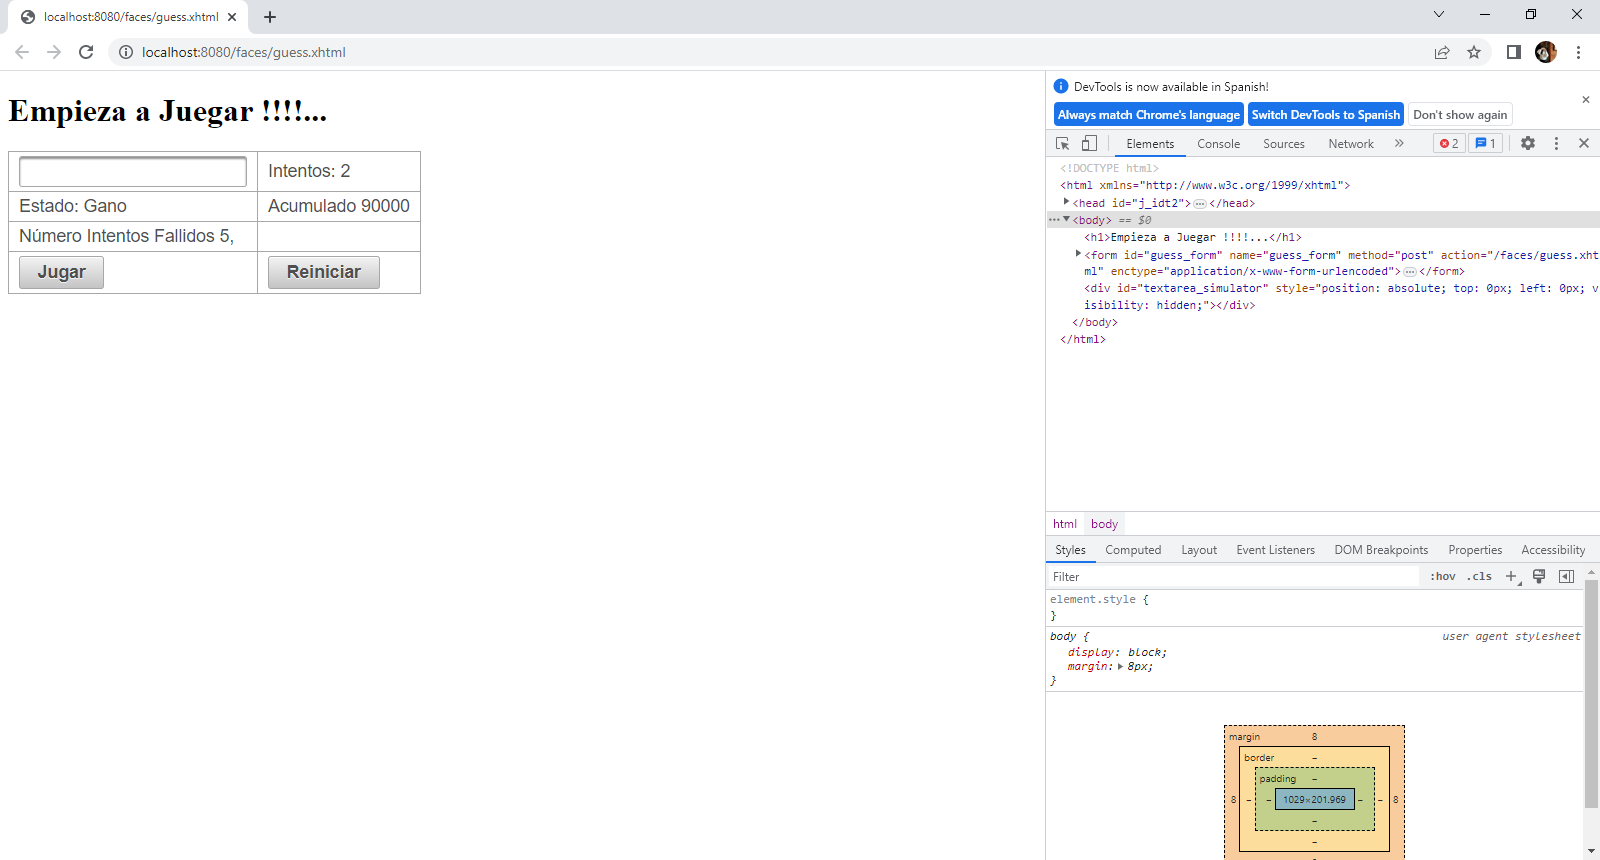 localhost:8080/faces/guess.xhtml
localhost:8080/faces/guess.xhtml
Empieza a Juegar !!!!...
Intentos: 2
Estado: Gano
Acumulado 90000
Número Intentos Fallidos 5,
Jugar
Reiniciar
DevTools is now available in Spanish!
Always match Chrome's language
Switch DevTools to Spanish
Don't show again
Elements
Console
Sources
Network
2
1
<!DOCTYPE html>
<html xmlns="http://www.w3c.org/1999/xhtml">
<head id="j_idt2">…</head>
<body> == $0
<h1>Empieza a Juegar !!!!...</h1>
<form id="guess_form" name="guess_form" method="post" action="/faces/guess.xht
ml" enctype="application/x-www-form-urlencoded">…</form>
<div id="textarea_simulator" style="position: absolute; top: 0px; left: 0px; v
isibility: hidden;"></div>
</body>
</html>
html
body
Styles
Computed
Layout
Event Listeners
DOM Breakpoints
Properties
Accessibility
Filter
:hov
.cls
element.style {
}
body {
user agent stylesheet
display: block;
margin: 8px;
}
margin
8
border
–
padding
–
8
–
–
1029×201.969
–
–
8
–
–